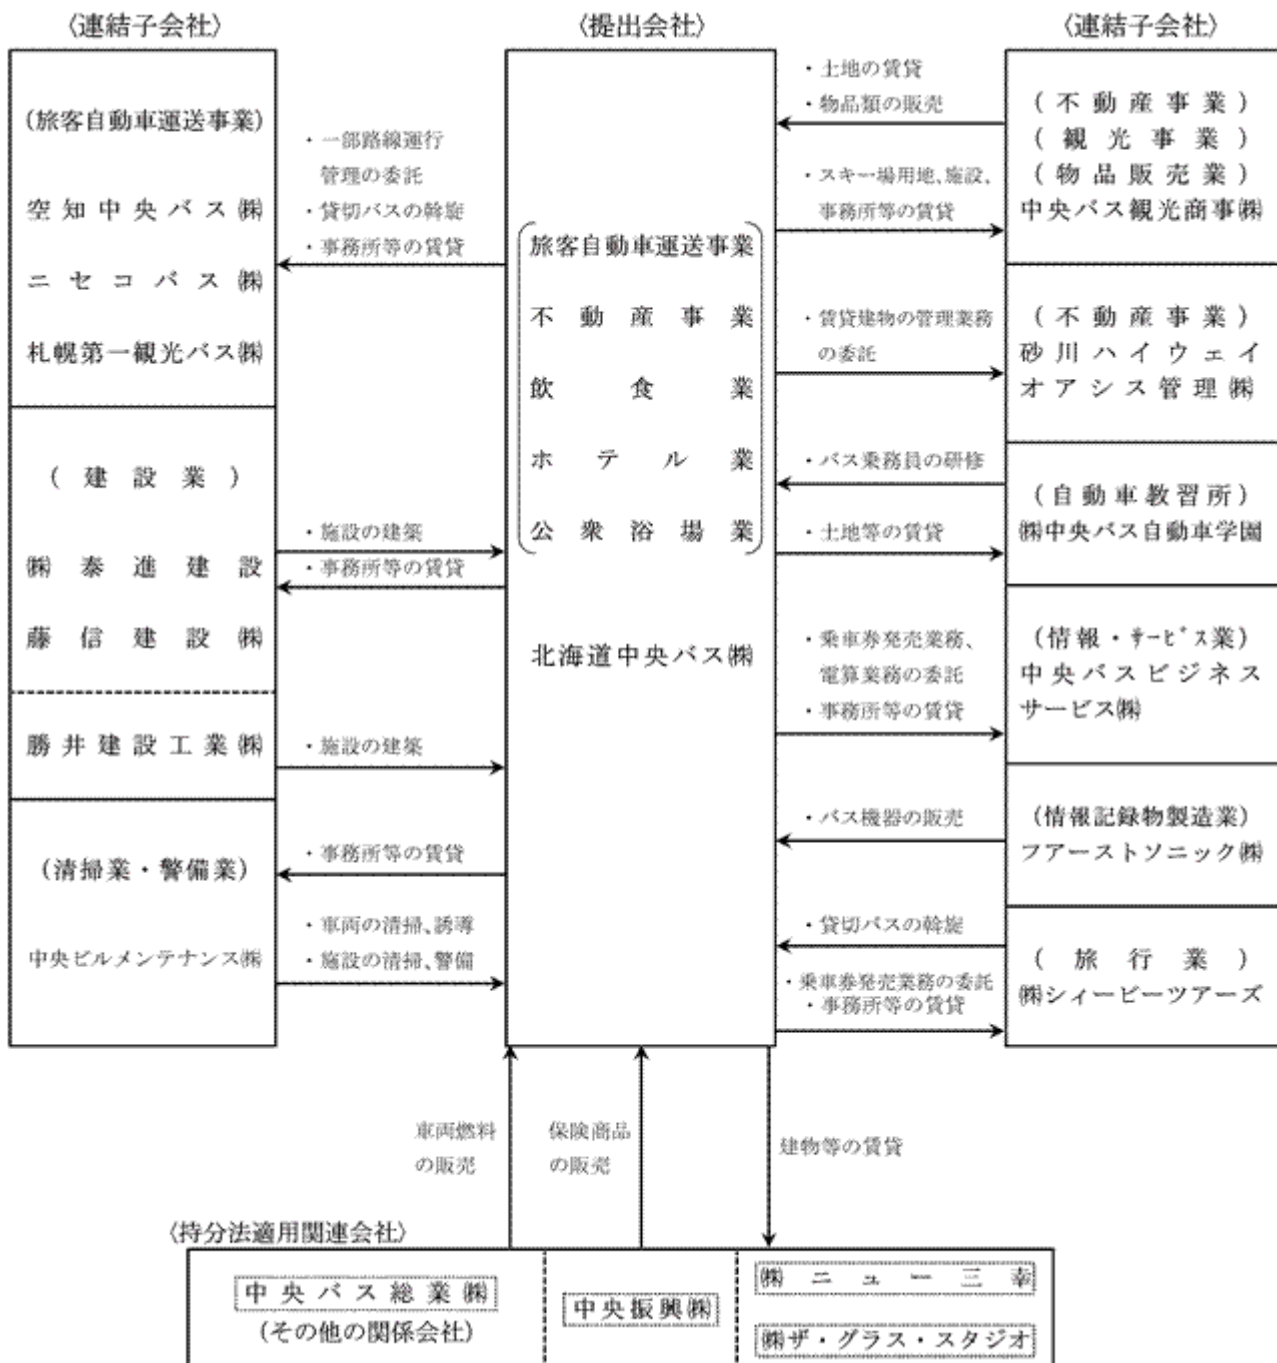 〈連結子会社〉
(旅客自動車運送事業)
空知中央バス㈱
ニセコバス㈱
札幌第一観光バス㈱
(建設業)
㈱泰進建設
藤信建設㈱
勝井建設工業㈱
(清掃業・警備業)
中央ビルメンテナンス㈱
・一部路線運行
管理の委託
・貸切バスの斡旋
・事務所等の賃貸
・施設の建築
・事務所等の賃貸
・施設の建築
・事務所等の賃貸
・車両の清掃、誘導
・施設の清掃、警備
〈提出会社〉
旅客自動車運送事業
不動産事業
飲食業
ホテル業
公衆浴場業
北海道中央バス㈱
・土地の賃貸
・物品類の販売
・スキー場用地、施設、
事務所等の賃貸
・賃貸建物の管理業務
の委託
・バス乗務員の研修
・土地等の賃貸
・乗車券発売業務、
電算業務の委託
・事務所等の賃貸
・バス機器の販売
・貸切バスの斡旋
・乗車券発売業務の委託
・事務所等の賃貸
〈連結子会社〉
(不動産事業)
(観光事業)
(物品販売業)
中央バス観光商事㈱
(不動産事業)
砂川ハイウェイ
オアシス管理㈱
(自動車教習所)
㈱中央バス自動車学園
(情報・サービス業)
中央バスビジネス
サービス㈱
(情報記録物製造業)
フアーストソニック㈱
(旅行業)
㈱シィービーツアーズ
車両燃料
の販売
保険商品
の販売
建物等の賃貸
〈持分法適用関連会社〉
中央バス総業㈱
(その他の関係会社)
中央振興㈱
㈱ニュー三幸
㈱ザ・グラス・スタジオ